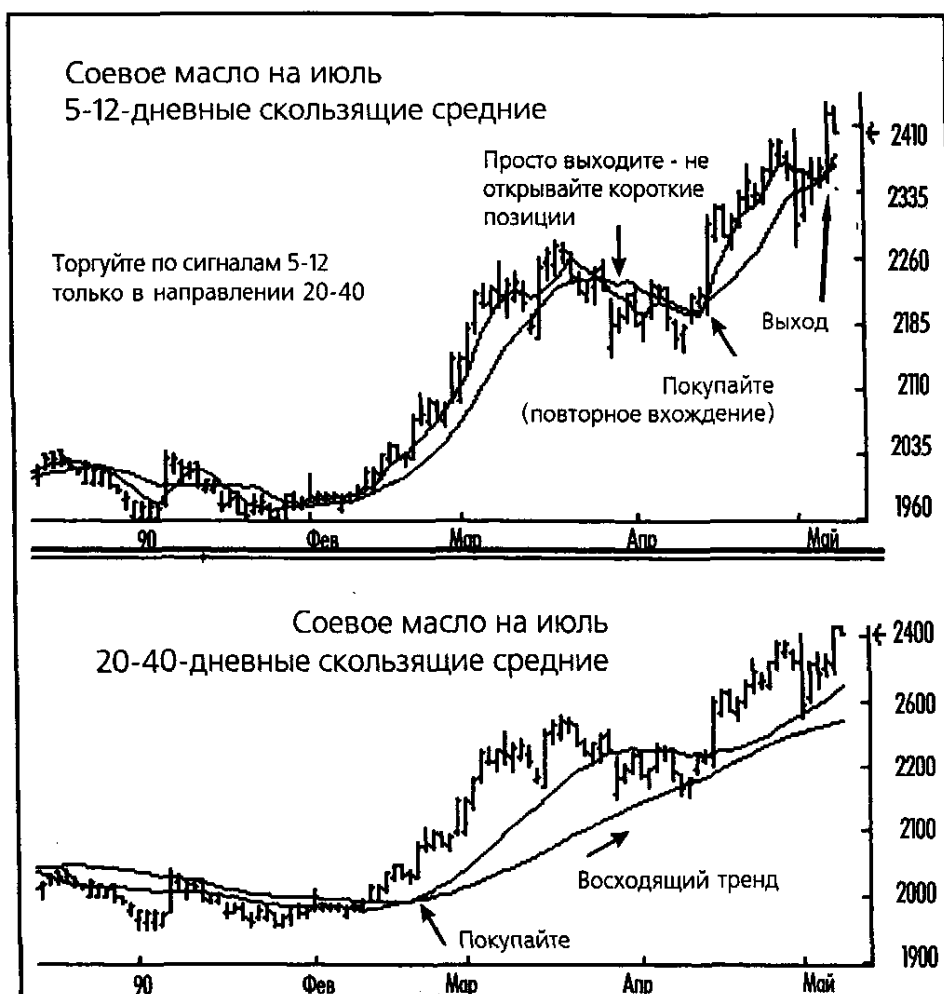 Соевое масло на июль
5-12-дневные скользящие средние
Просто выходите - не
открывайте короткие
позиции
Торгуйте по сигналам 5-12
только в направлении 20-40
Выход
Покупайте
(повторное вхождение)
2410
2335
2260
2185
2110
2035
1960
90 Фев Мар Апр Май
Соевое масло на июль
20-40-дневные скользящие средние
2400
2600
2200
2100
2000
1900
Восходящий тренд
Покупайте
90 Фев Мар Апр Май